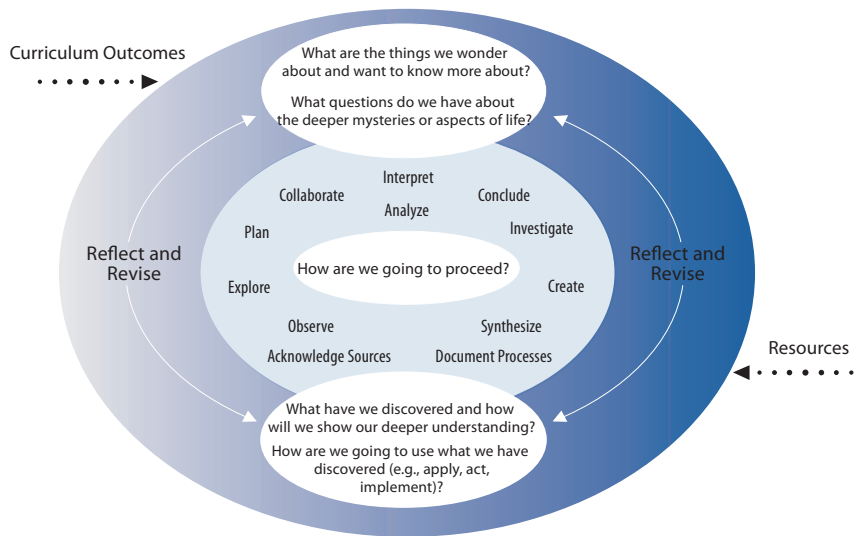 Curriculum Outcomes
What are the things we wonder
about and want to know more about?
What questions do we have about
the deeper mysteries or aspects of life?
Interpret
Collaborate
Conclude
Analyze
Plan
Investigate
Reflect and
Revise
How are we going to proceed?
Reflect and
Revise
Explore
Create
Observe
Synthesize
Acknowledge Sources
Document Processes
Resources
What have we discovered and how
will we show our deeper understanding?
How are we going to use what we have
discovered (e.g., apply, act,
implement)?